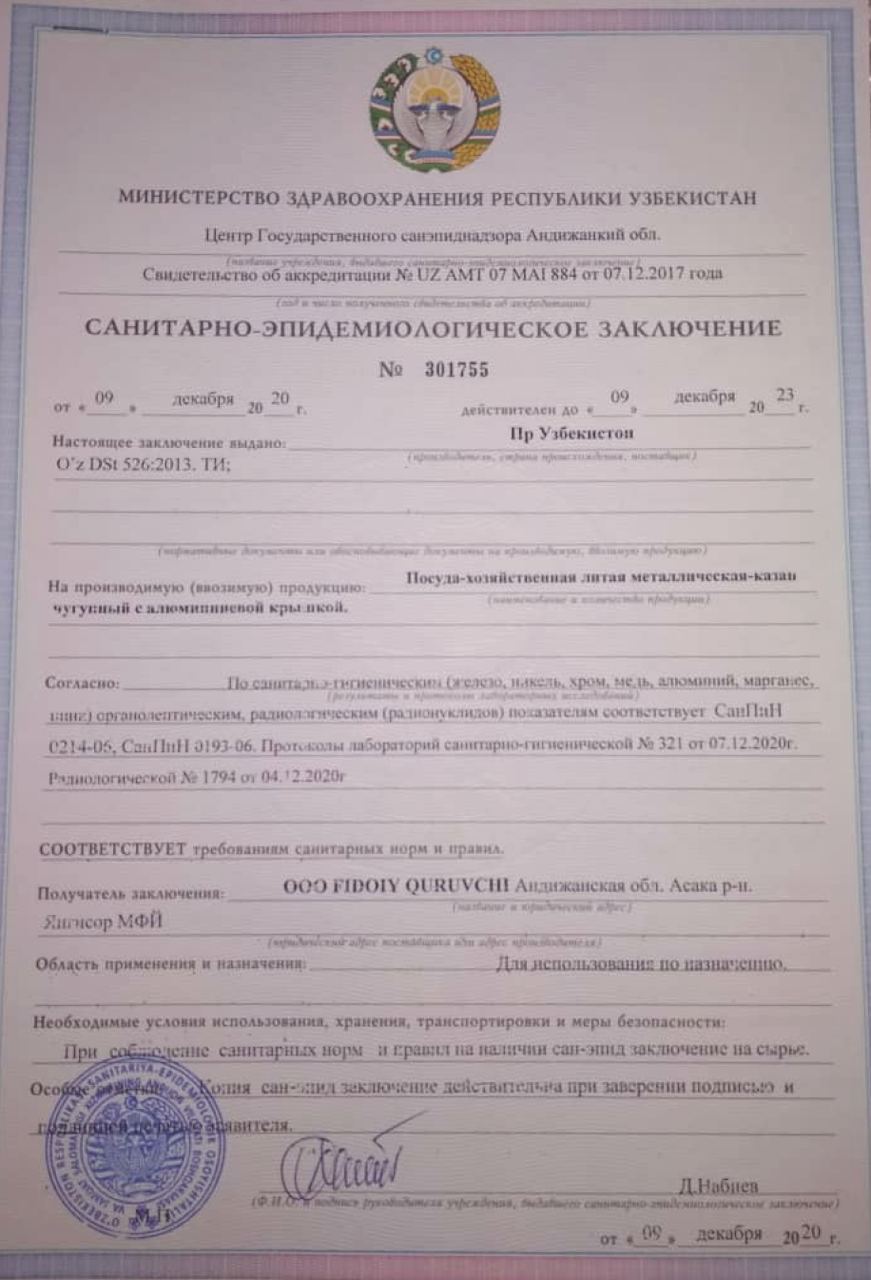 МИНИСТЕРСТВО ЗДРАВООХРАНЕНИЯ РЕСПУБЛИКИ УЗБЕКИСТАН
Центр Государственного санэпиднадзора Андижанкий обл.
(название учреждения, выдавшего санитарно-эпидемиологическое заключение)
Свидетельство об аккредитации № UZ AMT 07 MAI 884 от 07.12.2017 года
(год и число полученного свидетельства об аккредитации)
САНИТАРНО-ЭПИДЕМИОЛОГИЧЕСКОЕ ЗАКЛЮЧЕНИЕ
№ 301755
от « 09 » декабря 20 20 г. действителен до « 09 » декабря 20 23 г.
Настоящее заключение выдано: Пр Узбекистон
(производитель, страна происхождения, поставщик)
O'z DSt 526:2013. ТИ;
(нормативные документы или обосновывающие документы на производимую, ввозимую продукцию)
На производимую (ввозимую) продукцию: Посуда-хозяйственная литая металлическая-казан
(наименование и количество продукции)
чугунный с алюминиевой крышкой.
Согласно: По санитарно-гигиеническим (железо, никель, хром, медь, алюминий, марганес,
(результаты и протоколы лабораторных исследований)
цинк) органолептическим, радиологическим (радионуклидов) показателям соответствует СанПиН
0214-06, СанПиН 0193-06. Протоколы лабораторий санитарно-гигиенической № 321 от 07.12.2020г.
Радиологической № 1794 от 04.12.2020г
СООТВЕТСТВУЕТ требованиям санитарных норм и правил.
Получатель заключения: ООО FIDOIY QURUVCHI Андижанская обл. Асака р-н.
(название и юридический адрес)
Янгисор МФЙ
(юридический адрес поставщика или адрес производителя)
Область применения и назначения: Для использования по назначению.
Необходимые условия использования, хранения, транспортировки и меры безопасности:
При соблюдение санитарных норм и правил на наличии сан-эпид заключение на сырье.
Особые отметки: Копия сан-эпид заключение действительна при заверении подписью и
подлинней печатью заявителя.
Д.Набиев
(Ф.И.О. и подпись руководителя учреждения, выдавшего санитарно-эпидемиологическое заключение)
М.П.
от « 09 » декабря 20 20 г.